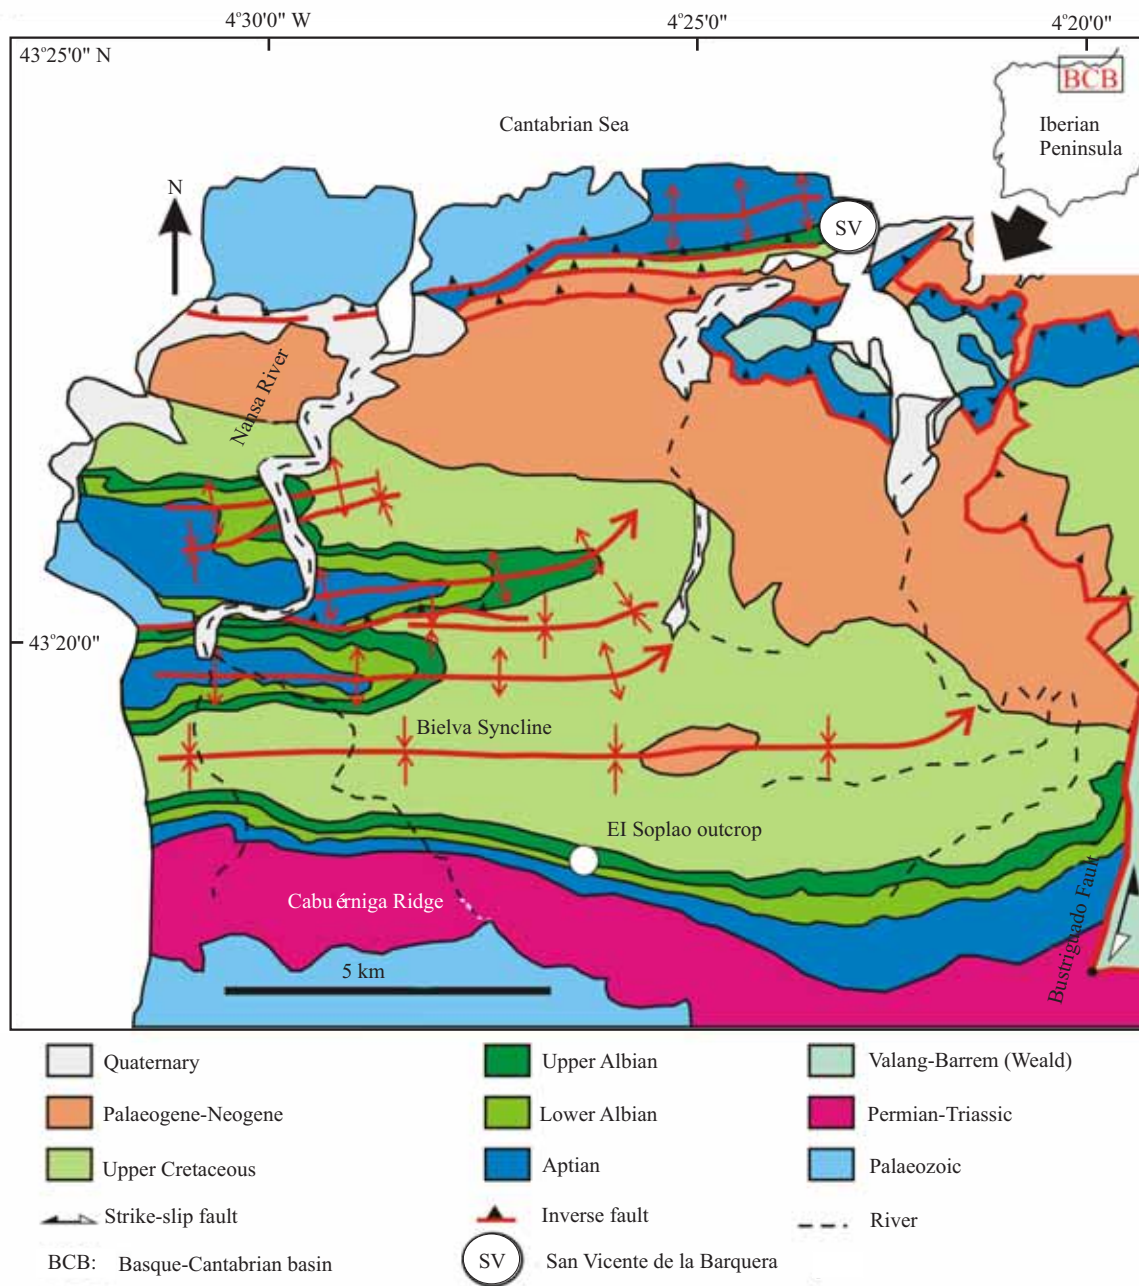 4°30'0" W
4°25'0"
4°20'0"
43°25'0" N
BCB
Cantabrian Sea
Iberian
Peninsula
N
SV
Nansa River
43°20'0"
Bielva Syncline
EI Soplao outcrop
Cabu érniga Ridge
Bustriguado Fault
5 km
Quaternary
Upper Albian
Valang-Barrem (Weald)
Palaeogene-Neogene
Lower Albian
Permian-Triassic
Upper Cretaceous
Aptian
Palaeozoic
Strike-slip fault
Inverse fault
River
BCB: Basque-Cantabrian basin
SV San Vicente de la Barquera